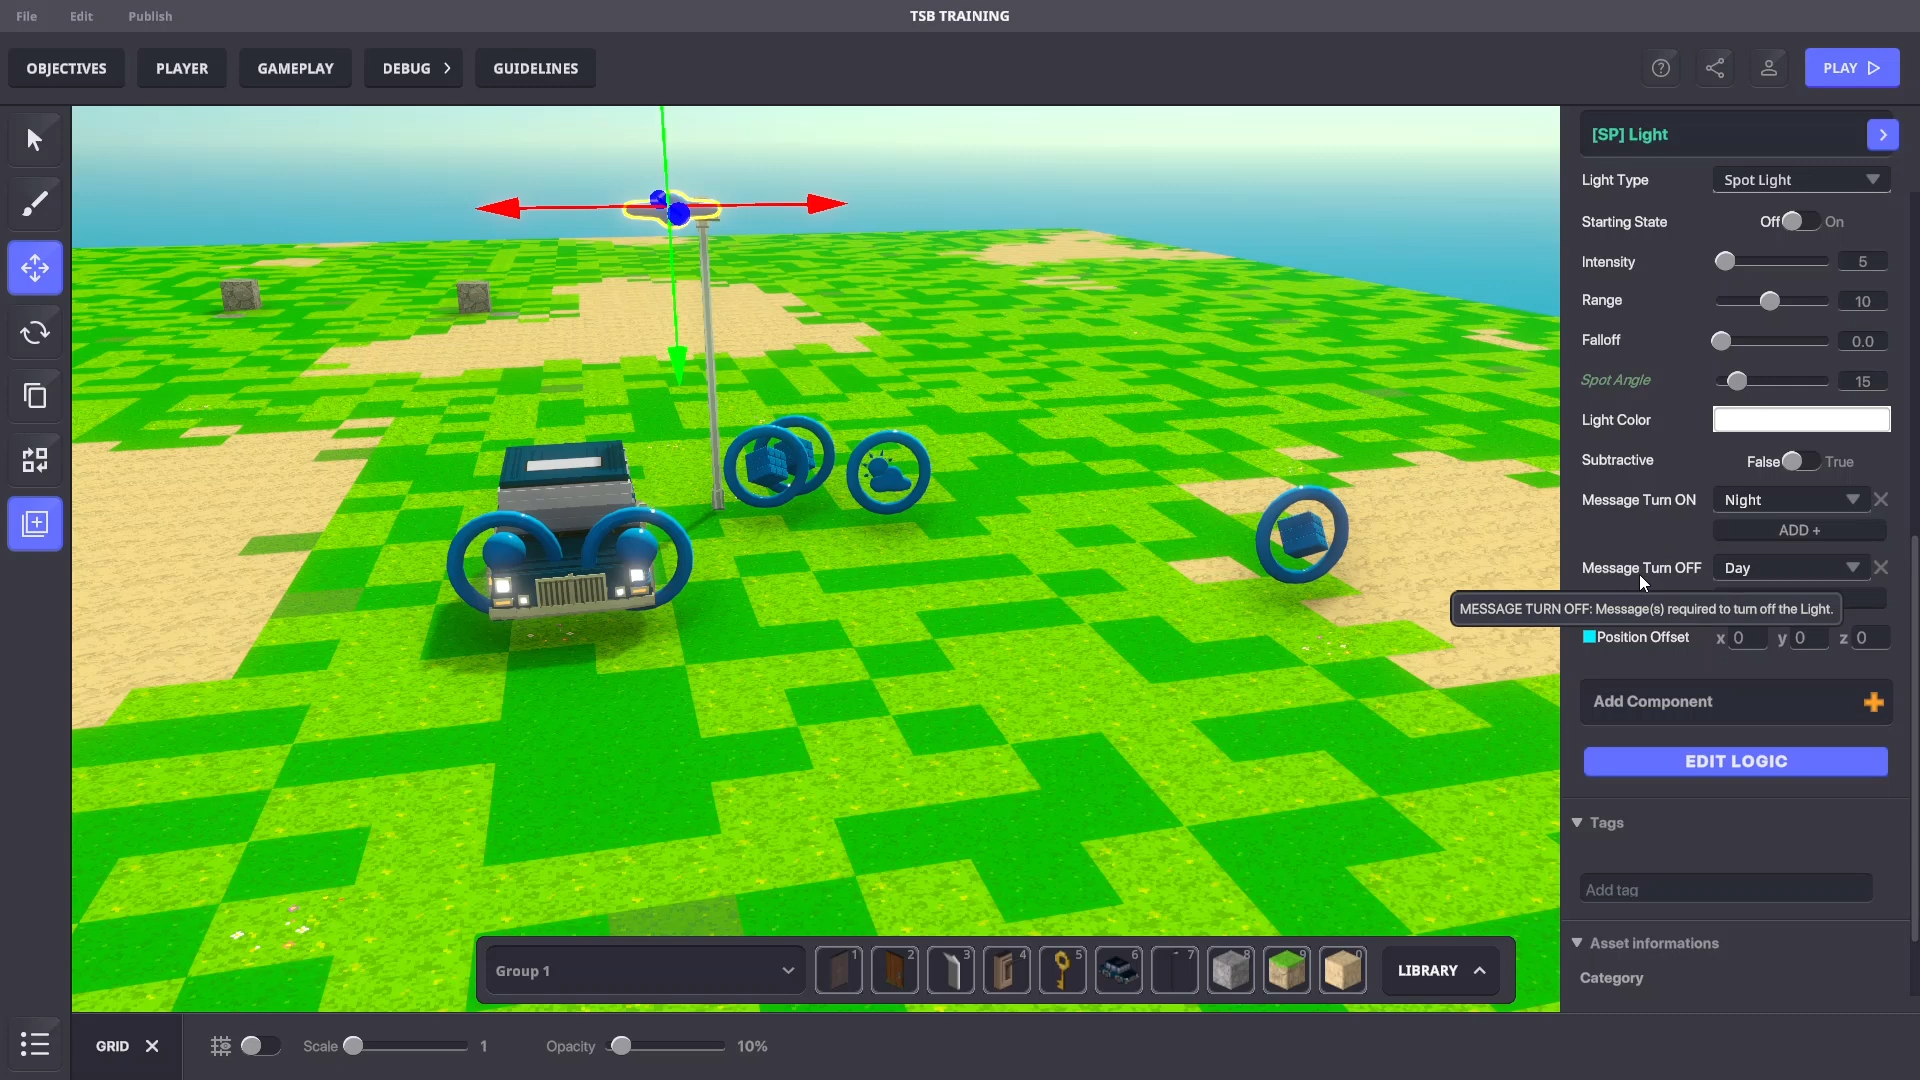 File Edit Publish TSB TRAINING
OBJECTIVES PLAYER GAMEPLAY DEBUG GUIDELINES PLAY
[SP] Light
Light Type Spot Light
Starting State Off On
Intensity 5
Range 10
Falloff 0.0
Spot Angle 15
Light Color
Subtractive False True
Message Turn ON Night
ADD +
Message Turn OFF Day
MESSAGE TURN OFF: Message(s) required to turn off the Light.
Position Offset x 0 y 0 z 0
Add Component
EDIT LOGIC
Tags
Add tag
Asset informations
Category
Group 1 1 2 3 4 5 6 7 8 9 0 LIBRARY
GRID Scale 1 Opacity 10%